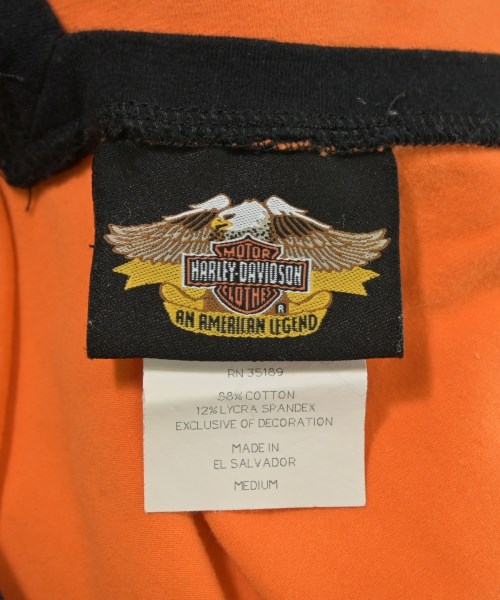 MOTOR
HARLEY-DAVIDSON
CLOTHES
R
AN AMERICAN LEGEND
RN 35189
88% COTTON
12% LYCRA SPANDEX
EXCLUSIVE OF DECORATION
MADE IN
EL SALVADOR
MEDIUM